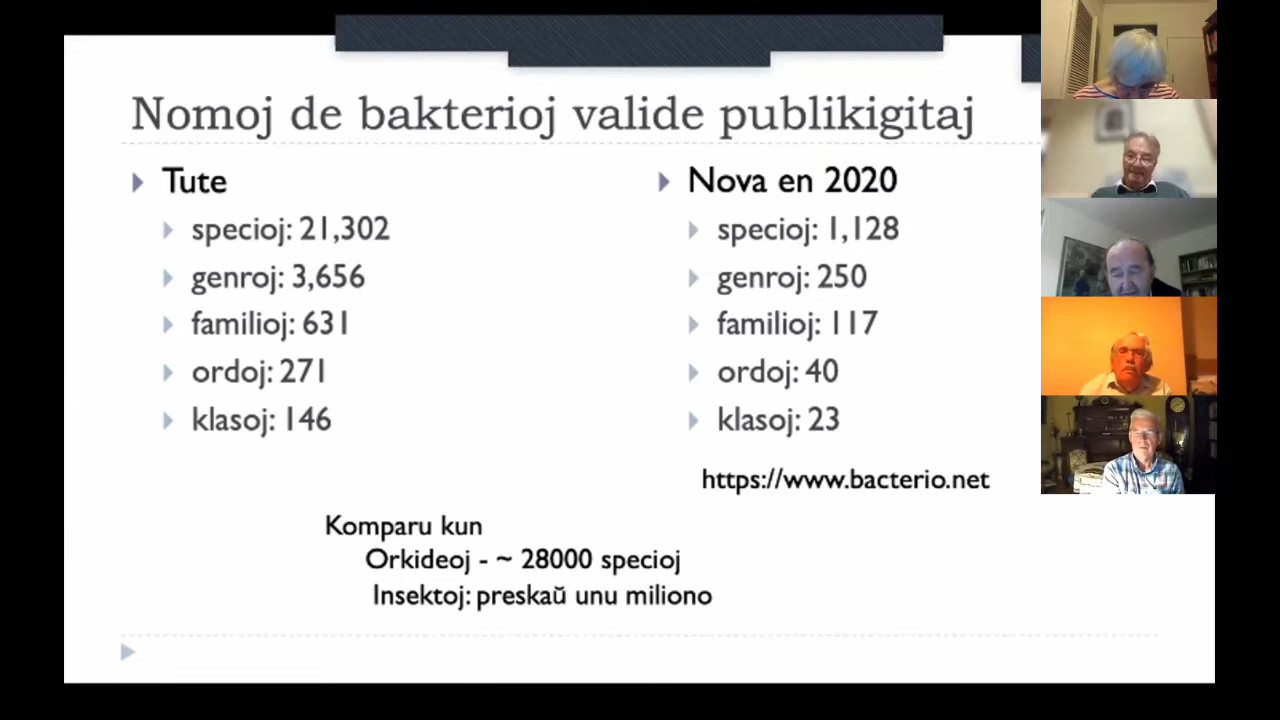 Nomoj de bakterioj valide publikigitaj
Tute
specioj: 21,302
genroj: 3,656
familioj: 631
ordoj: 271
klasoj: 146
Nova en 2020
specioj: 1,128
genroj: 250
familioj: 117
ordoj: 40
klasoj: 23
https://www.bacterio.net
Komparu kun
Orkideoj - ~ 28000 specioj
Insektoj: preskaŭ unu miliono